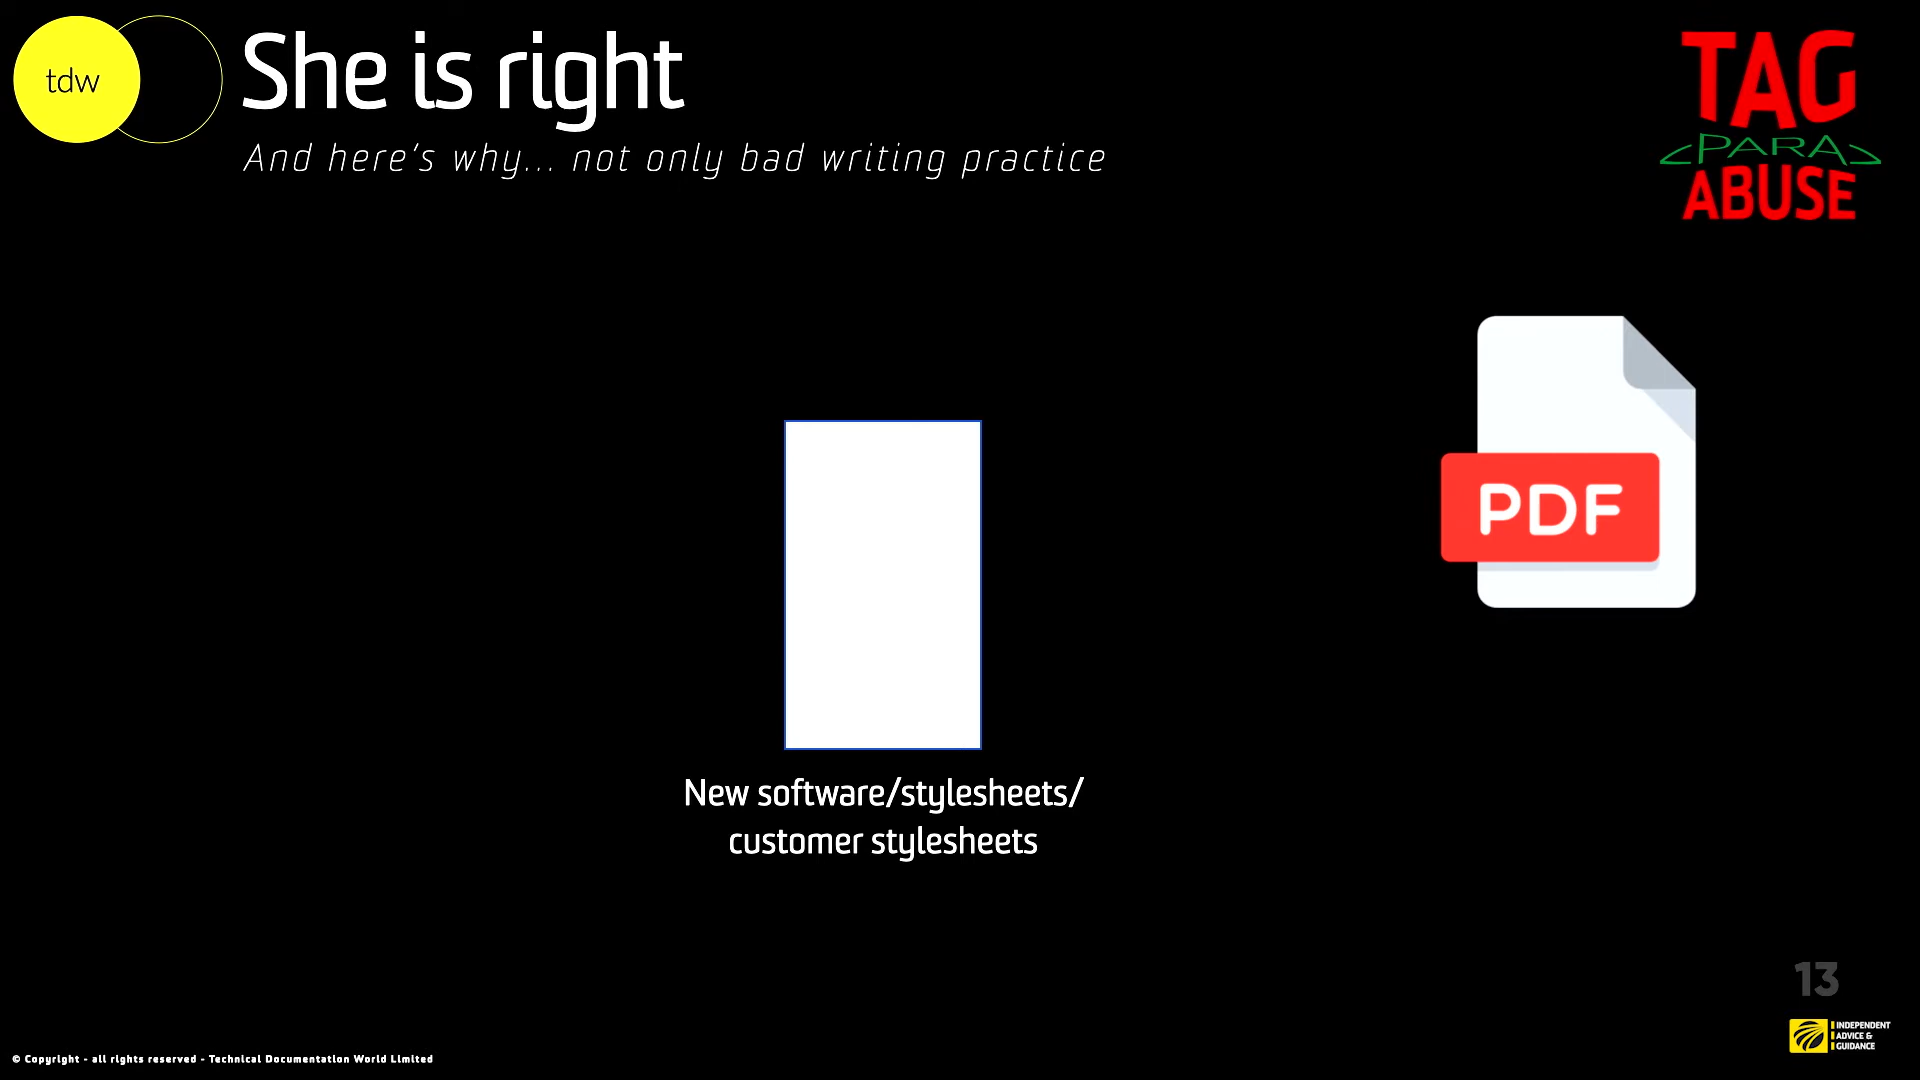 tdw
She is right
And here's why... not only bad writing practice
TAG
<PARA>
ABUSE
PDF
New software/stylesheets/
customer stylesheets
13
INDEPENDENT
ADVICE &
GUIDANCE
© Copyright - all rights reserved - Technical Documentation World Limited